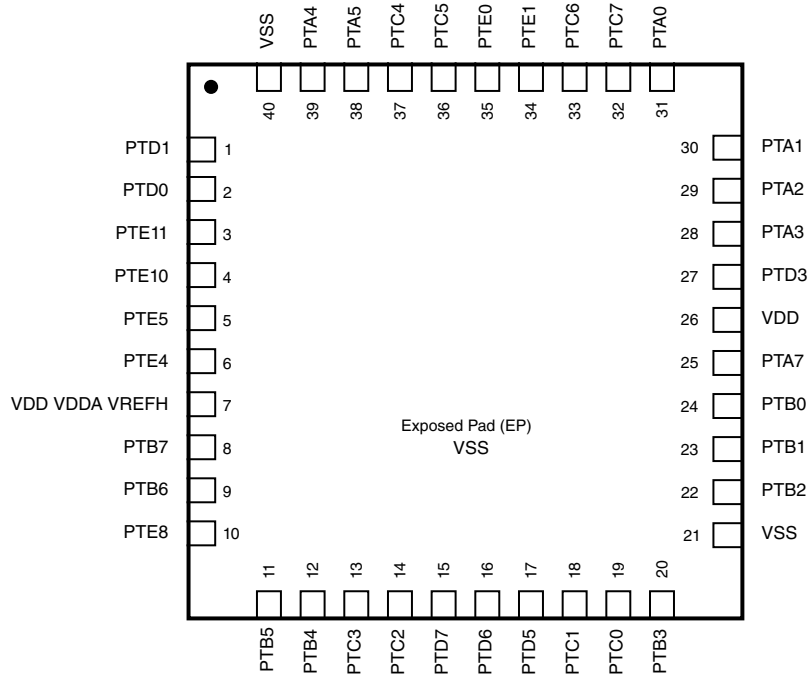 VSS PTA4 PTA5 PTC4 PTC5 PTE0 PTE1 PTC6 PTC7 PTA0
40 39 38 37 36 35 34 33 32 31
PTD1 1 30 PTA1
PTD0 2 29 PTA2
PTE11 3 28 PTA3
PTE10 4 27 PTD3
PTE5 5 26 VDD
PTE4 6 25 PTA7
VDD VDDA VREFH 7 24 PTB0
Exposed Pad (EP)
PTB7 8 VSS 23 PTB1
PTB6 9 22 PTB2
PTE8 10 21 VSS
11 12 13 14 15 16 17 18 19 20
PTB5 PTB4 PTC3 PTC2 PTD7 PTD6 PTD5 PTC1 PTC0 PTB3